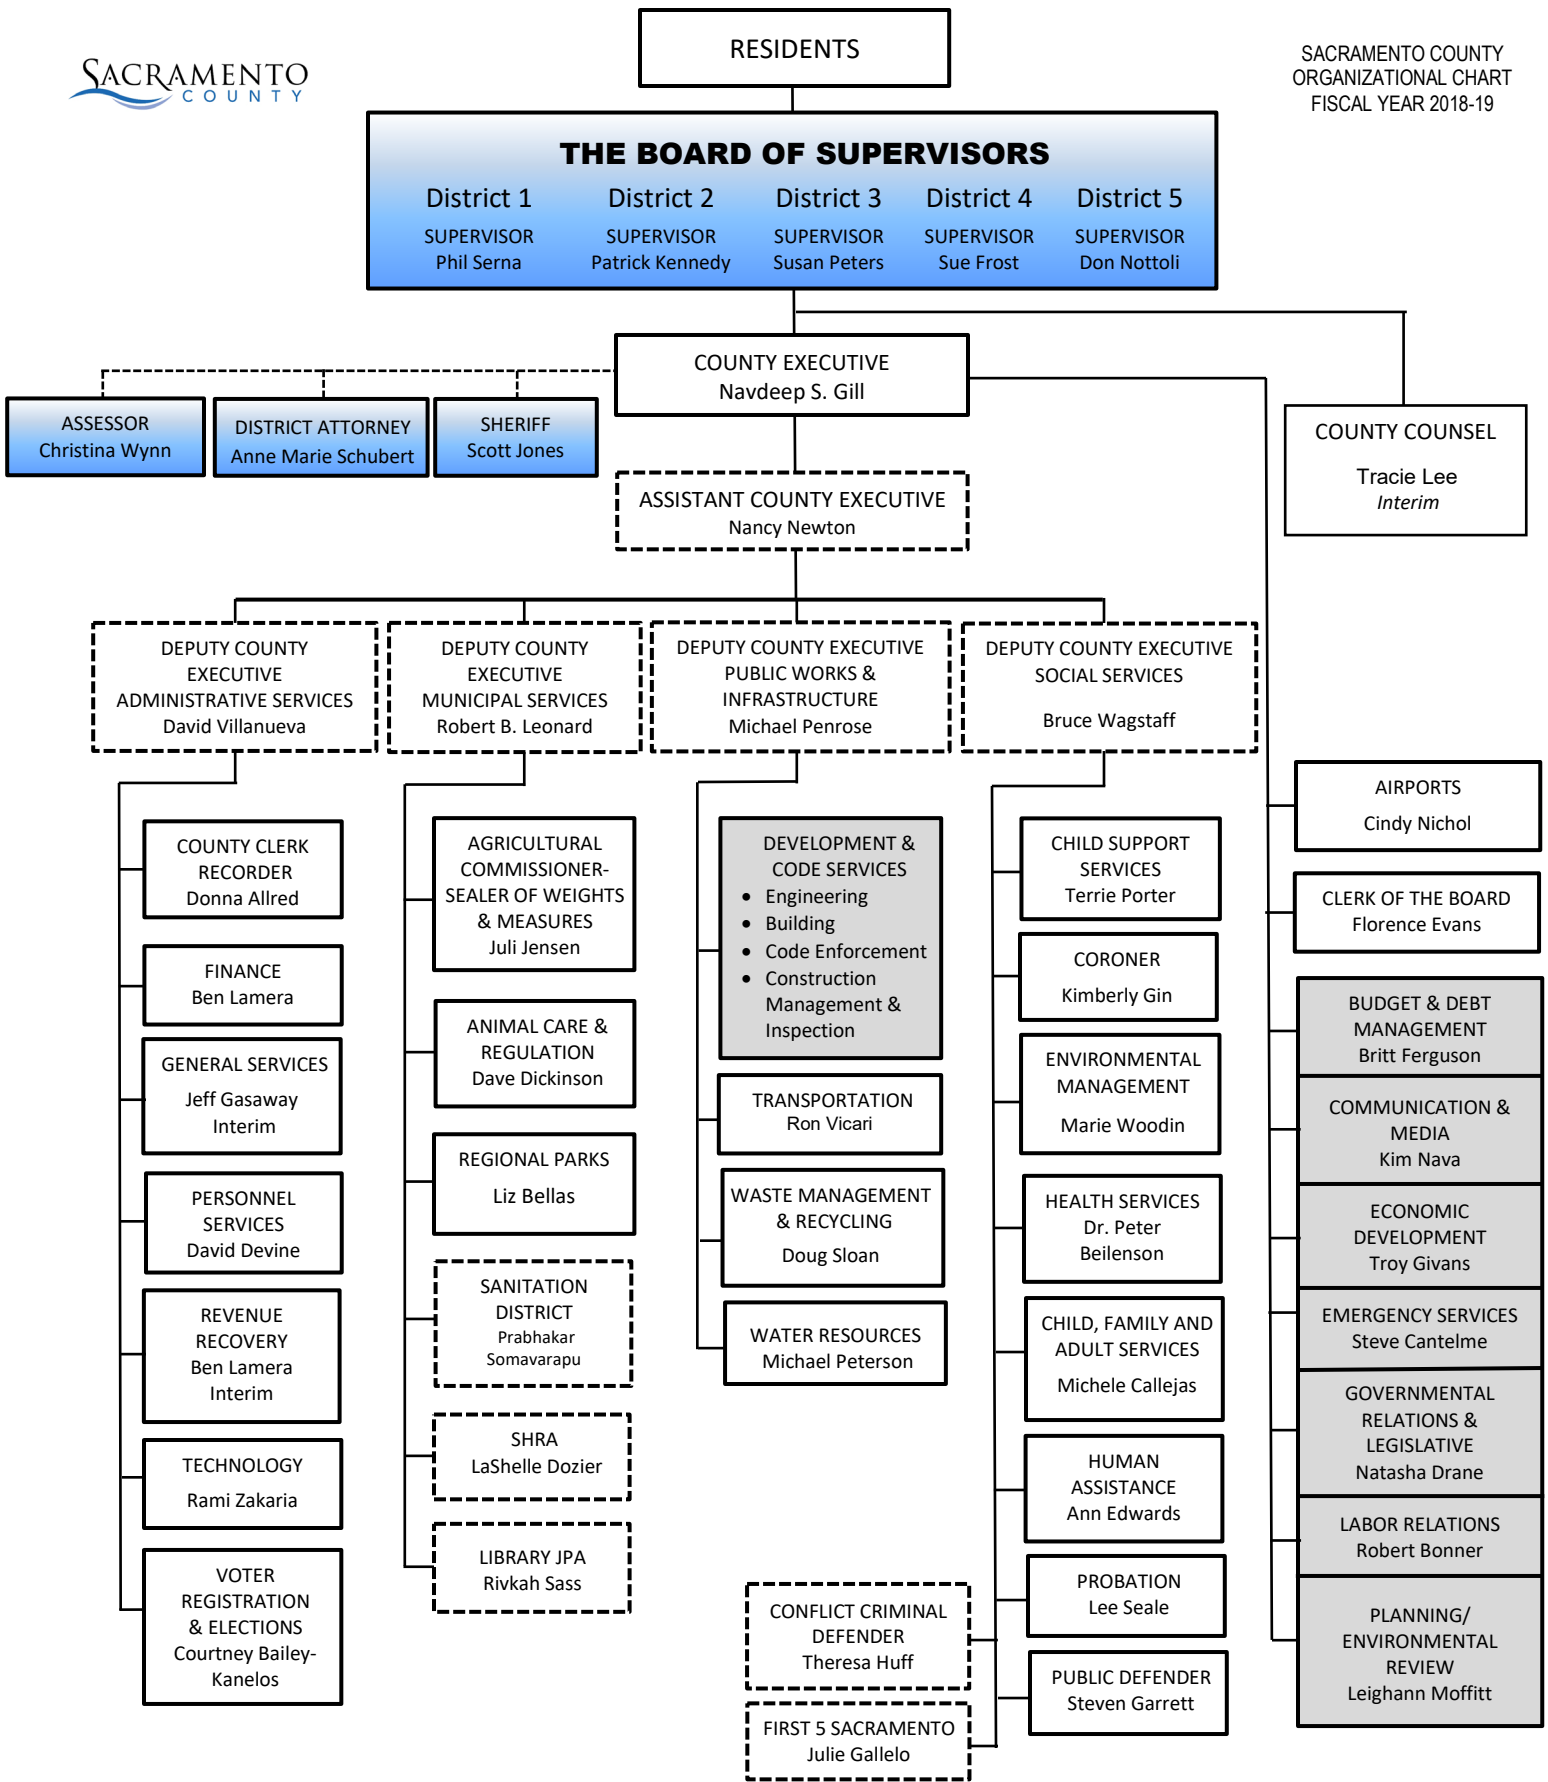 SACRAMENTO
COUNTY
RESIDENTS
SACRAMENTO COUNTY
ORGANIZATIONAL CHART
FISCAL YEAR 2018-19
THE BOARD OF SUPERVISORS
District 1
SUPERVISOR
Phil Serna
District 2
SUPERVISOR
Patrick Kennedy
District 3
SUPERVISOR
Susan Peters
District 4
SUPERVISOR
Sue Frost
District 5
SUPERVISOR
Don Nottoli
COUNTY EXECUTIVE
Navdeep S. Gill
ASSESSOR
Christina Wynn
DISTRICT ATTORNEY
Anne Marie Schubert
SHERIFF
Scott Jones
COUNTY COUNSEL
Tracie Lee
Interim
ASSISTANT COUNTY EXECUTIVE
Nancy Newton
DEPUTY COUNTY
EXECUTIVE
ADMINISTRATIVE SERVICES
David Villanueva
DEPUTY COUNTY
EXECUTIVE
MUNICIPAL SERVICES
Robert B. Leonard
DEPUTY COUNTY EXECUTIVE
PUBLIC WORKS &
INFRASTRUCTURE
Michael Penrose
DEPUTY COUNTY EXECUTIVE
SOCIAL SERVICES
Bruce Wagstaff
COUNTY CLERK
RECORDER
Donna Allred
FINANCE
Ben Lamera
GENERAL SERVICES
Jeff Gasaway
Interim
PERSONNEL
SERVICES
David Devine
REVENUE
RECOVERY
Ben Lamera
Interim
TECHNOLOGY
Rami Zakaria
VOTER
REGISTRATION
& ELECTIONS
Courtney Bailey-
Kanelos
AGRICULTURAL
COMMISSIONER-
SEALER OF WEIGHTS
& MEASURES
Juli Jensen
ANIMAL CARE &
REGULATION
Dave Dickinson
REGIONAL PARKS
Liz Bellas
SANITATION
DISTRICT
Prabhakar
Somavarapu
SHRA
LaShelle Dozier
LIBRARY JPA
Rivkah Sass
DEVELOPMENT &
CODE SERVICES
• Engineering
• Building
• Code Enforcement
• Construction
Management &
Inspection
TRANSPORTATION
Ron Vicari
WASTE MANAGEMENT
& RECYCLING
Doug Sloan
WATER RESOURCES
Michael Peterson
CHILD SUPPORT
SERVICES
Terrie Porter
CORONER
Kimberly Gin
ENVIRONMENTAL
MANAGEMENT
Marie Woodin
HEALTH SERVICES
Dr. Peter
Beilenson
CHILD, FAMILY AND
ADULT SERVICES
Michele Callejas
HUMAN
ASSISTANCE
Ann Edwards
PROBATION
Lee Seale
CONFLICT CRIMINAL
DEFENDER
Theresa Huff
PUBLIC DEFENDER
Steven Garrett
FIRST 5 SACRAMENTO
Julie Gallelo
AIRPORTS
Cindy Nichol
CLERK OF THE BOARD
Florence Evans
BUDGET & DEBT
MANAGEMENT
Britt Ferguson
COMMUNICATION &
MEDIA
Kim Nava
ECONOMIC
DEVELOPMENT
Troy Givans
EMERGENCY SERVICES
Steve Cantelme
GOVERNMENTAL
RELATIONS &
LEGISLATIVE
Natasha Drane
LABOR RELATIONS
Robert Bonner
PLANNING/
ENVIRONMENTAL
REVIEW
Leighann Moffitt